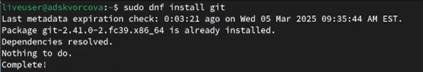 liveuser@adskvorcova:~$ sudo dnf install git
Last metadata expiration check: 0:03:21 ago on Wed 05 Mar 2025 09:35:44 AM EST.
Package git-2.41.0-2.fc39.x86_64 is already installed.
Dependencies resolved.
Nothing to do.
Complete!